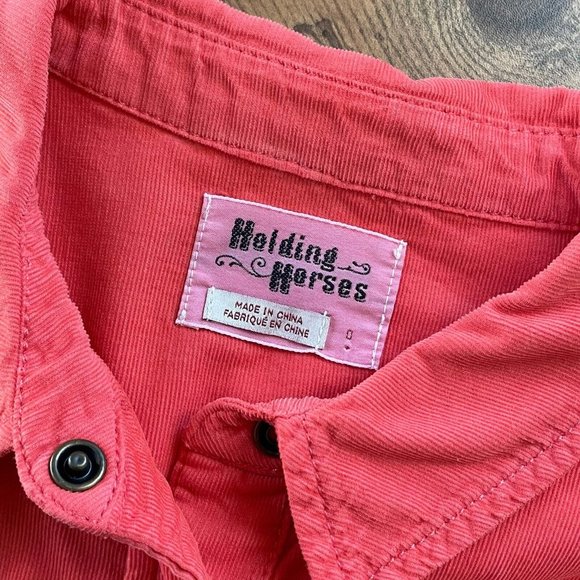 Holding
Horses
MADE IN CHINA
FABRIQUÉ EN CHINE
0